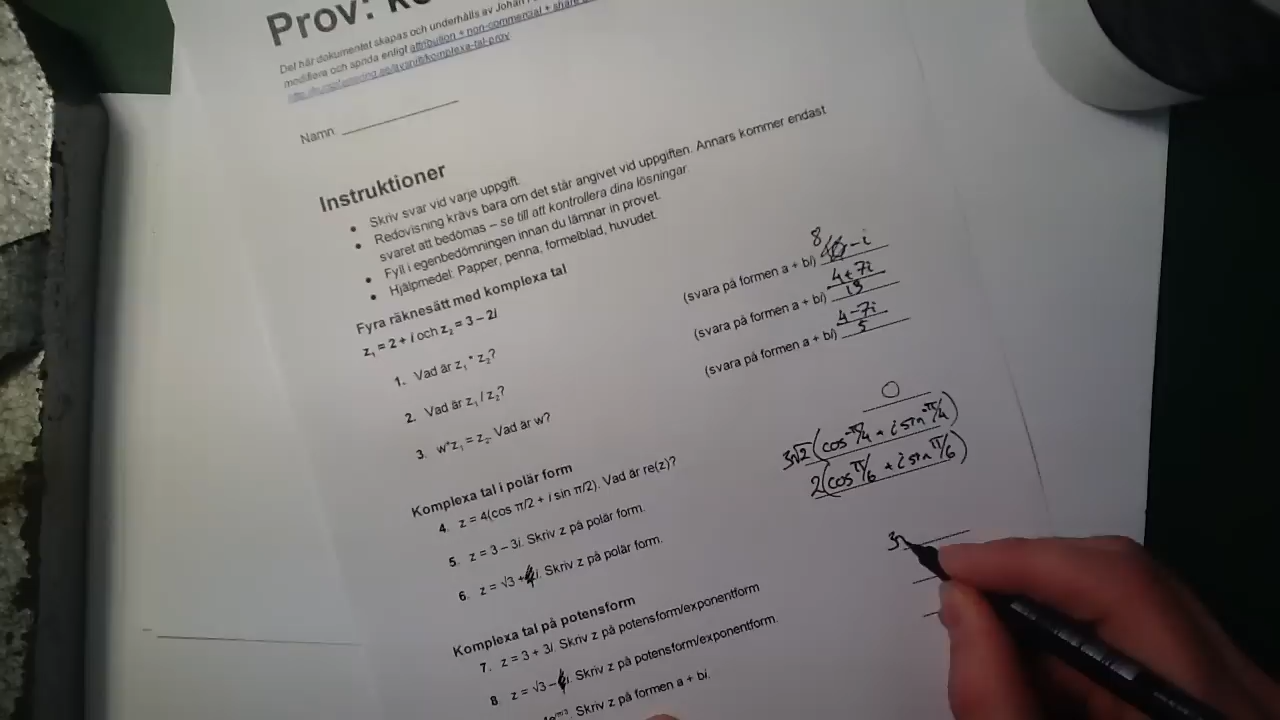 Prov:
Det här dokumentet skapas och underhålls av Johan
modifiera och sprida enligt attribution + non-commercial + share
Namn
Instruktioner
Skriv svar vid varje uppgift.
Redovisning krävs bara om det står angivet vid uppgiften. Annars kommer endast
svaret att bedömas – se till att kontrollera dina lösningar.
Fyll i egenbedömningen innan du lämnar in provet.
Hjälpmedel: Papper, penna, formelblad, huvudet.
Fyra räknesätt med komplexa tal
z₁ = 2 + i och z₂ = 3 – 2i
1. Vad är z₁ * z₂? (svara på formen a + bi) 8 – i
2. Vad är z₁ / z₂? (svara på formen a + bi) 4+7i / 13
3. w*z₁ = z₂. Vad är w? (svara på formen a + bi) 4-7i / 5
Komplexa tal i polär form
4. z = 4(cos π/2 + i sin π/2). Vad är re(z)? 0
5. z = 3 – 3i. Skriv z på polär form. 3√2(cos -π/4 + i sin -π/4)
6. z = √3 + i. Skriv z på polär form. 2(cos π/6 + i sin π/6)
Komplexa tal på potensform
7. z = 3 + 3i. Skriv z på potensform/exponentform 3
8. z = √3 – i. Skriv z på potensform/exponentform.
Skriv z på formen a + bi.